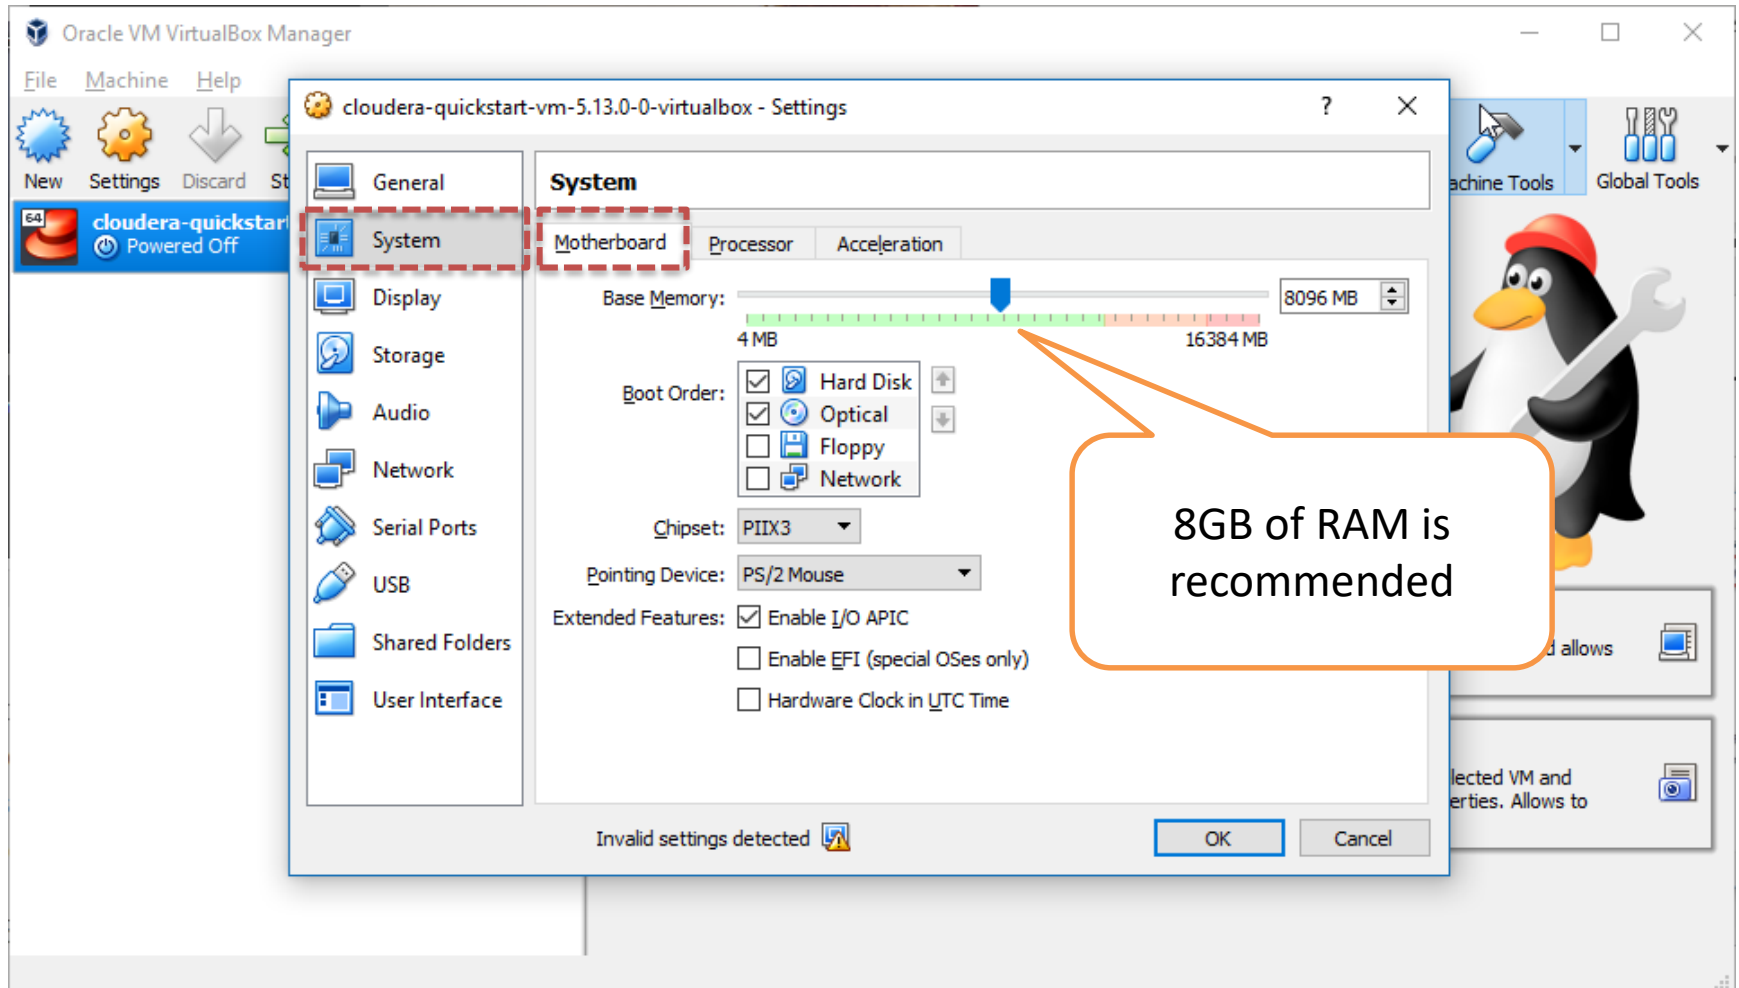 Oracle VM VirtualBox Manager
File Machine Help
New Settings Discard St
Machine Tools Global Tools
64
cloudera-quickstart
Powered Off
cloudera-quickstart-vm-5.13.0-0-virtualbox - Settings ?
General
System
Display
Storage
Audio
Network
Serial Ports
USB
Shared Folders
User Interface
System
Motherboard Processor Acceleration
Base Memory: 8096 MB
4 MB 16384 MB
Boot Order: Hard Disk
Optical
Floppy
Network
Chipset: PIIX3
Pointing Device: PS/2 Mouse
Extended Features: Enable I/O APIC
Enable EFI (special OSes only)
Hardware Clock in UTC Time
8GB of RAM is
recommended
Invalid settings detected OK Cancel
d allows
lected VM and
erties. Allows to